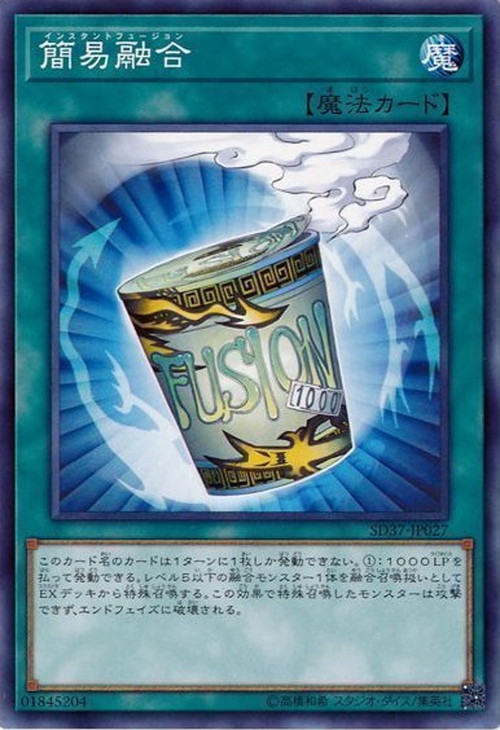 インスタントフュージョン
簡易融合
魔
【魔法カード】
FUSION
1000
SD37-JP027
このカード名のカードは1ターンに1枚しか発動できない。①：1000LPを
払って発動できる。レベル5以下の融合モンスター1体を融合召喚扱いとして
EXデッキから特殊召喚する。この効果で特殊召喚したモンスターは攻撃
できず、エンドフェイズに破壊される。
01845204
©高橋和希 スタジオ・ダイス/集英社